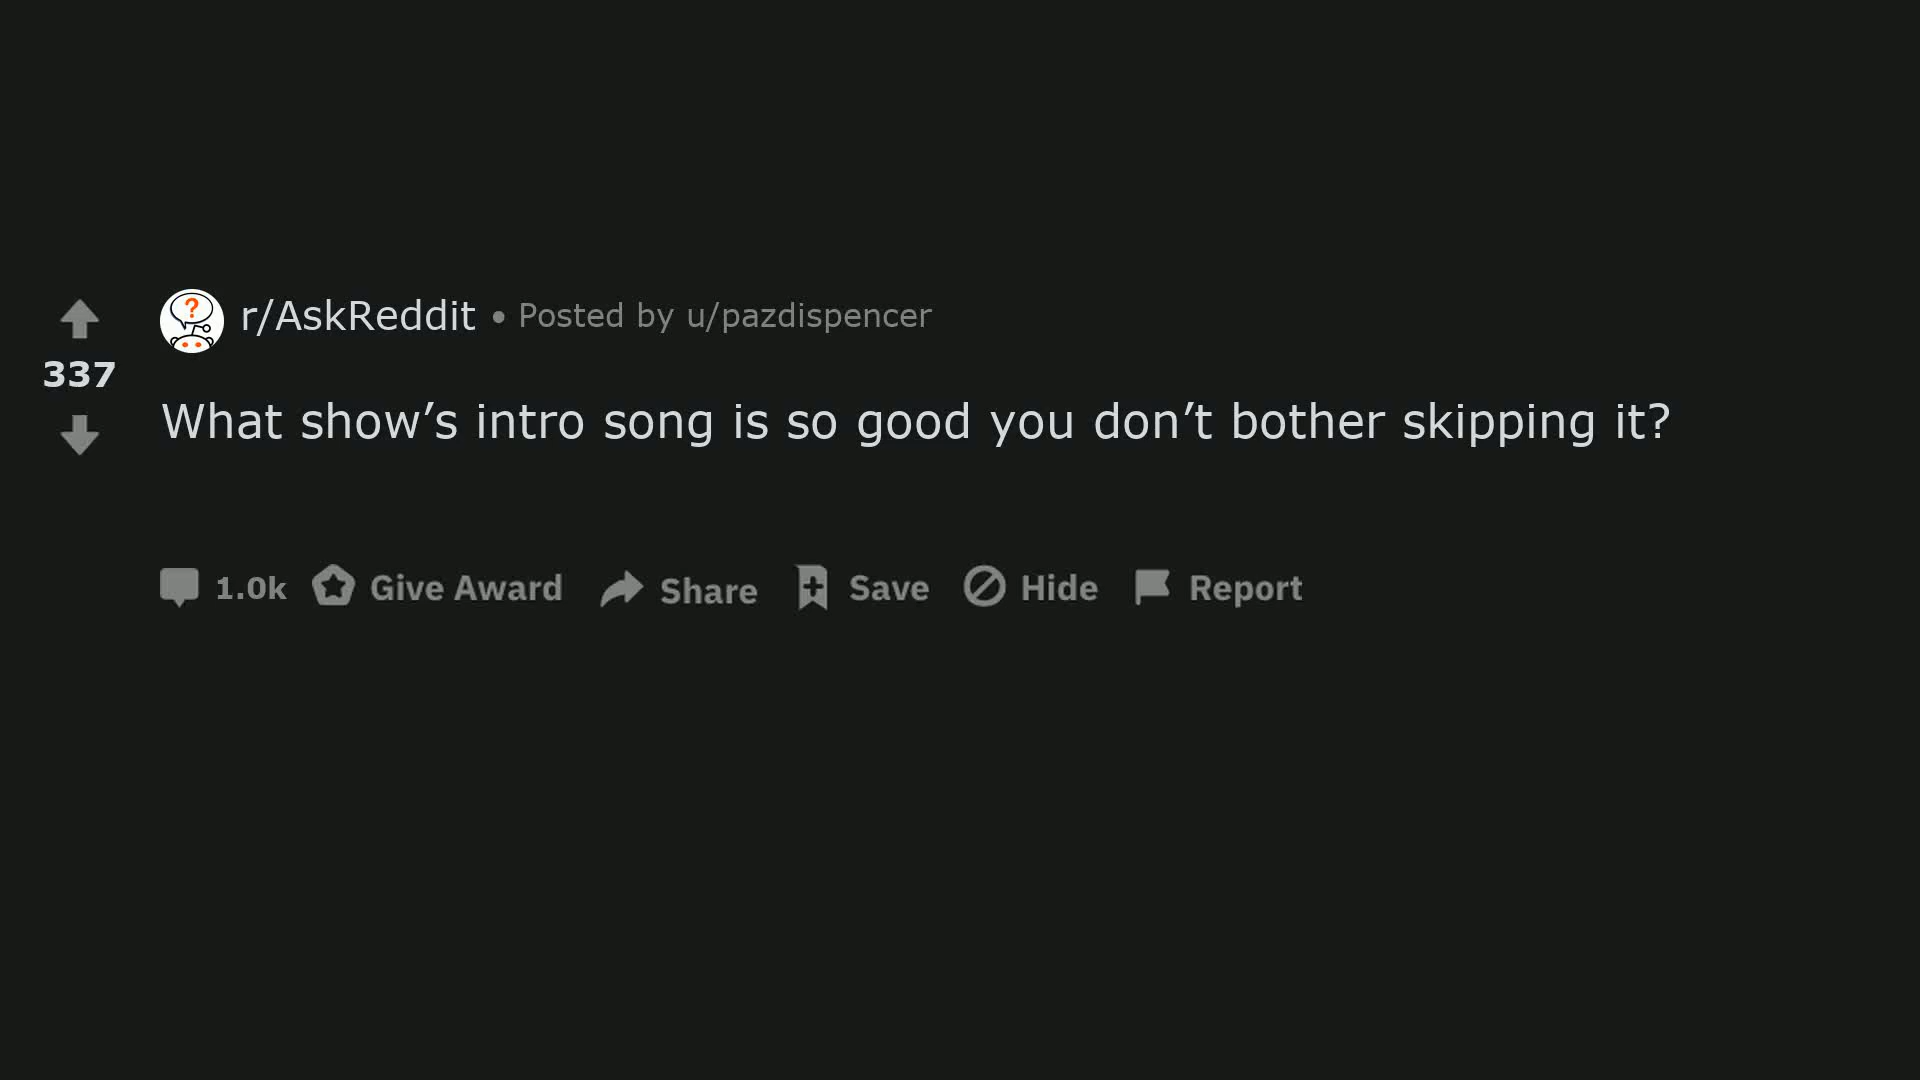 r/AskReddit • Posted by u/pazdispencer
337
What show’s intro song is so good you don’t bother skipping it?
1.0k Give Award Share Save Hide Report